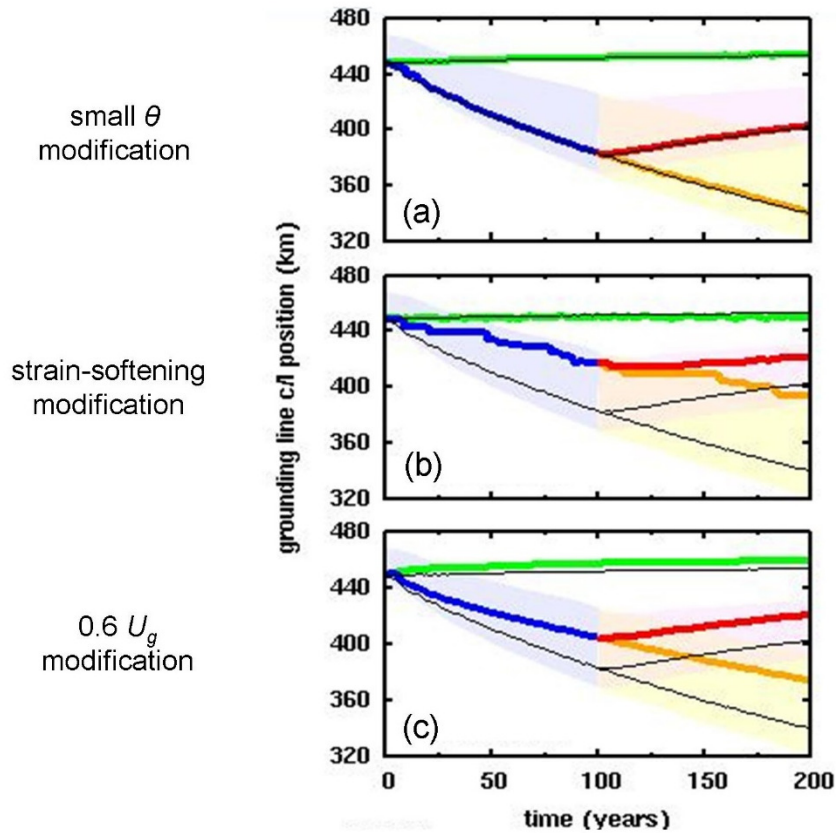 small θ
modification
strain-softening
modification
0.6 U_g
modification
grounding line c/l position (km)
480
440
400
360
320
(a)
480
440
400
360
320
(b)
480
440
400
360
320
(c)
0 50 100 150 200
time (years)